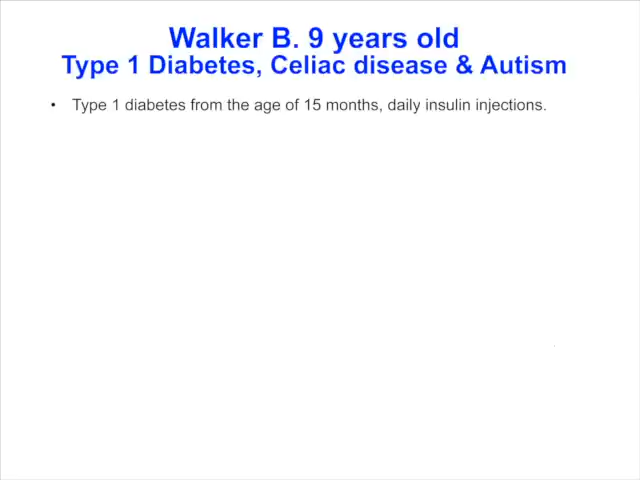 Walker B. 9 years old
Type 1 Diabetes, Celiac disease & Autism
• Type 1 diabetes from the age of 15 months, daily insulin injections.